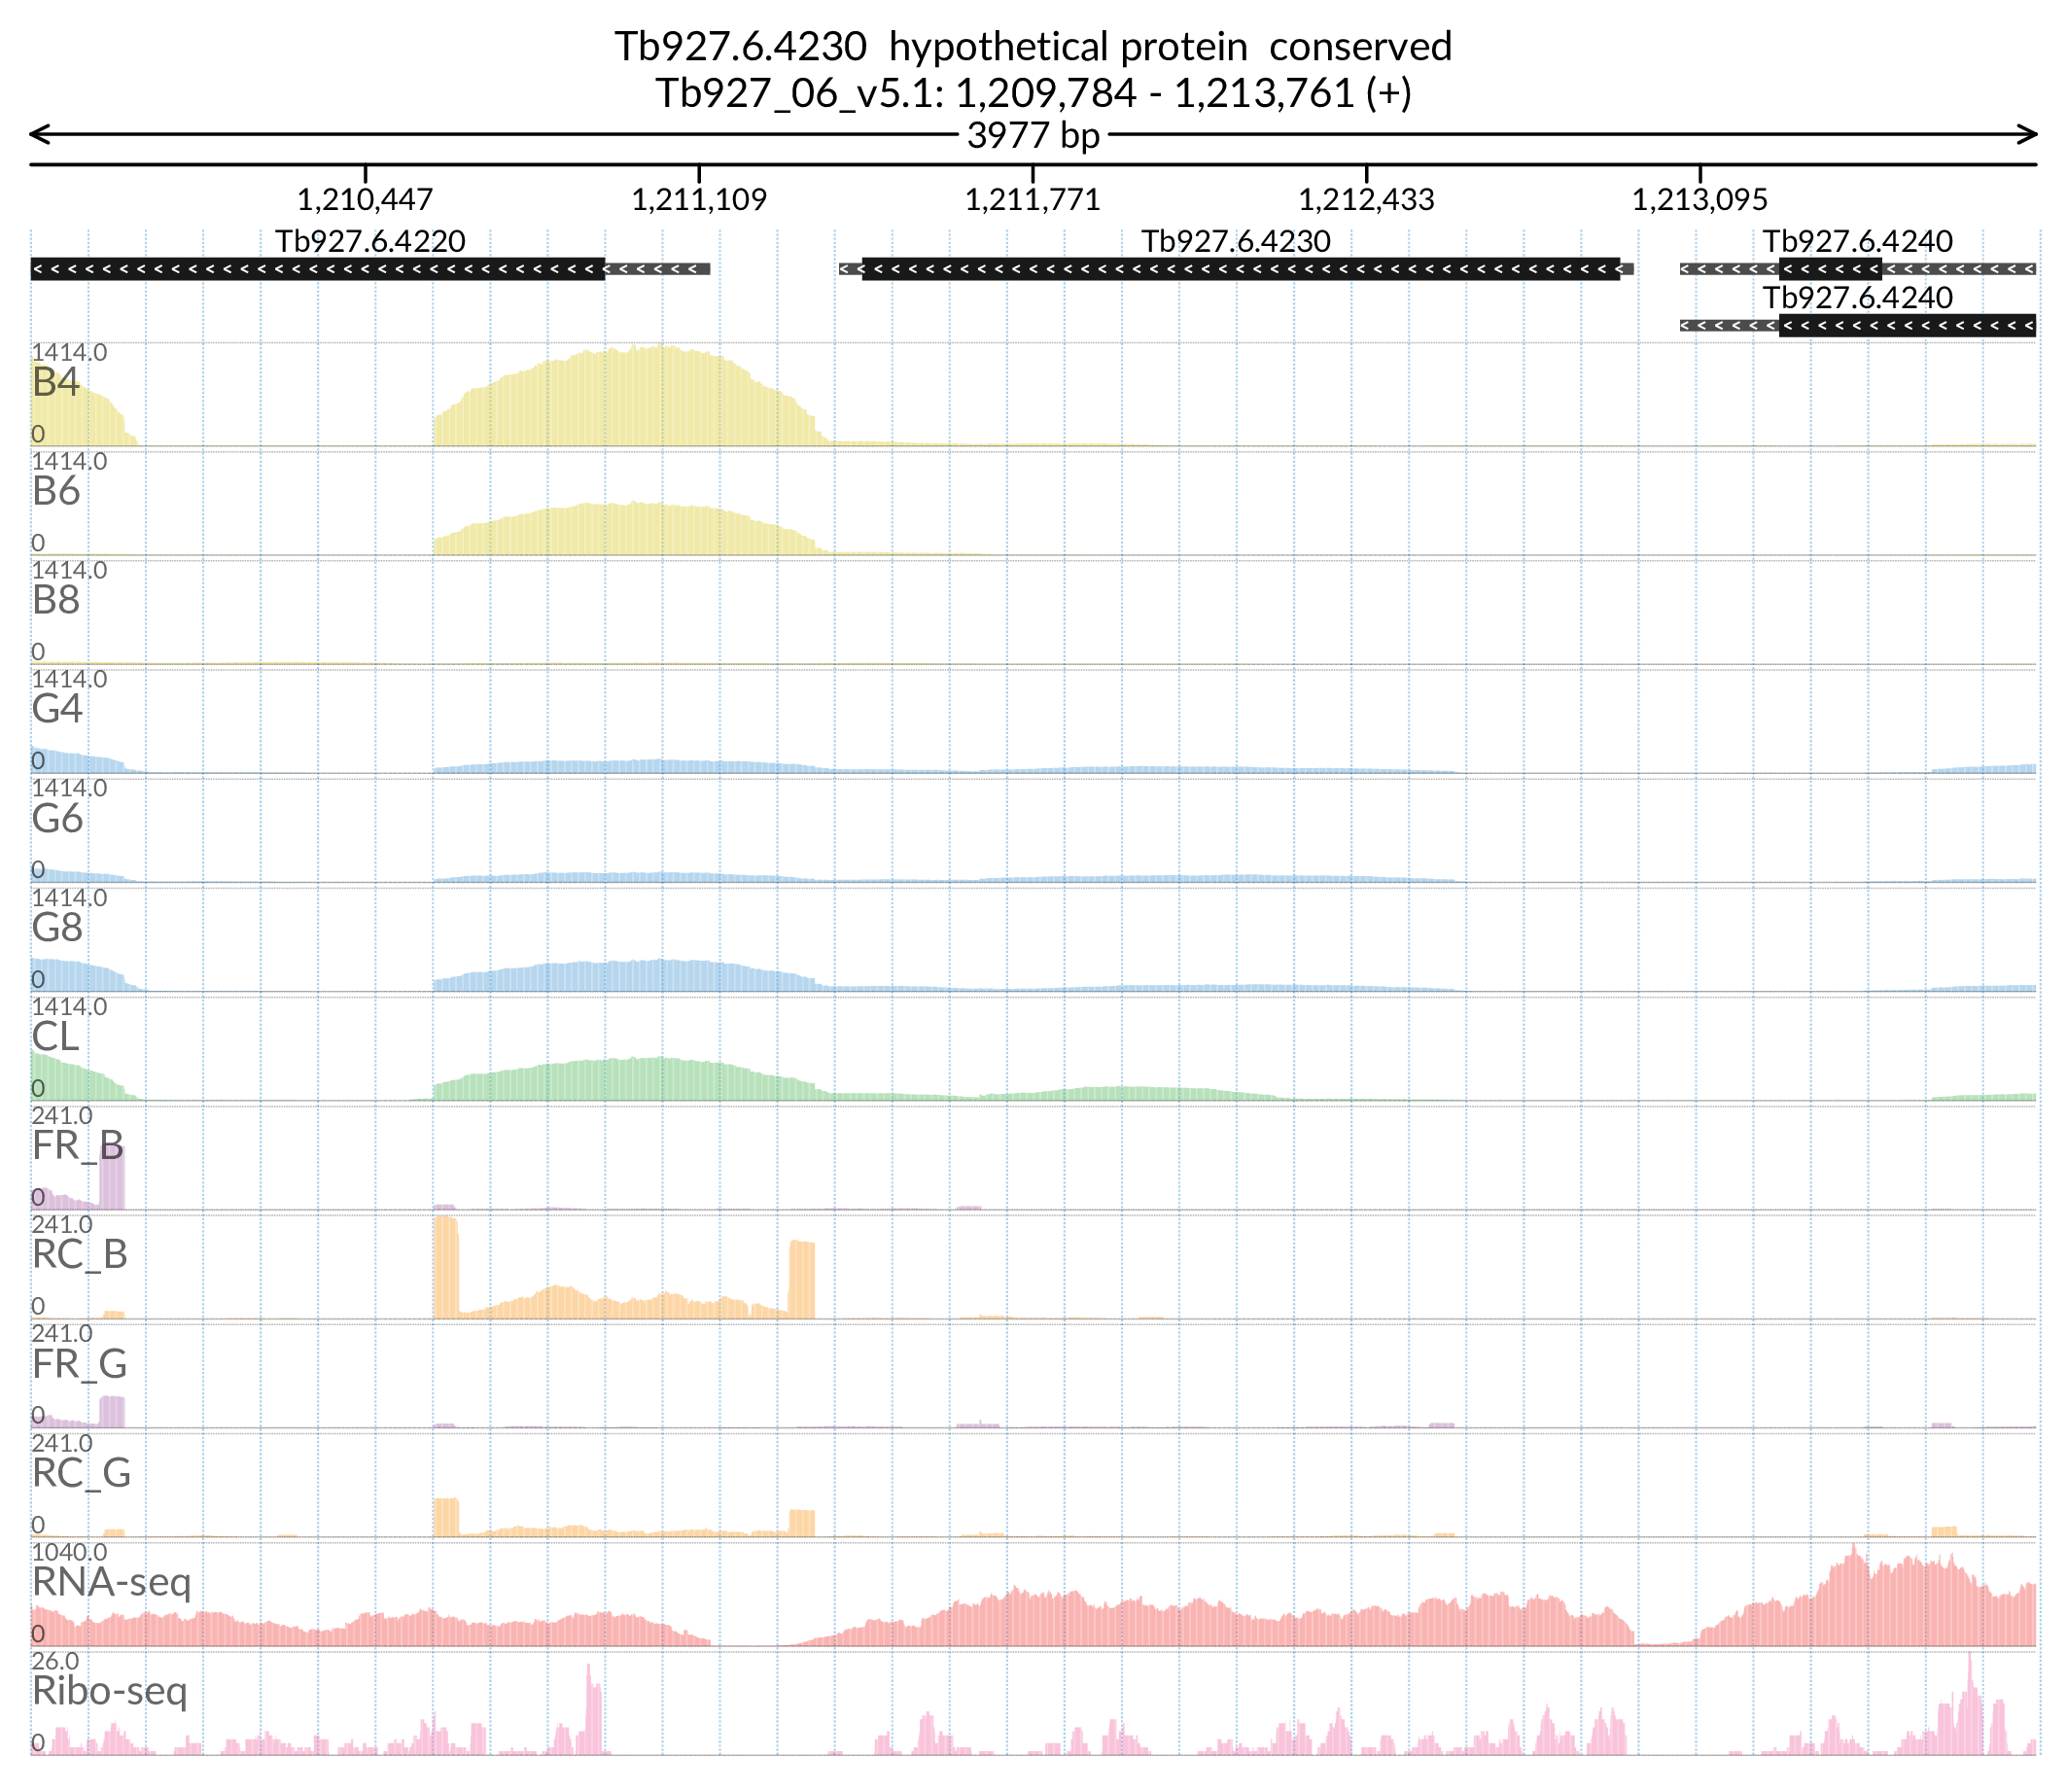 Tb927.6.4230  hypothetical protein  conserved
Tb927_06_v5.1: 1,209,784 - 1,213,761 (+)
3977 bp
1,210,447 1,211,109 1,211,771 1,212,433 1,213,095
Tb927.6.4220 Tb927.6.4230 Tb927.6.4240
Tb927.6.4240
1414.0
B4
0
1414.0
B6
0
1414.0
B8
0
1414.0
G4
0
1414.0
G6
0
1414.0
G8
0
1414.0
CL
0
241.0
FR_B
0
241.0
RC_B
0
241.0
FR_G
0
241.0
RC_G
0
1040.0
RNA-seq
0
26.0
Ribo-seq
0